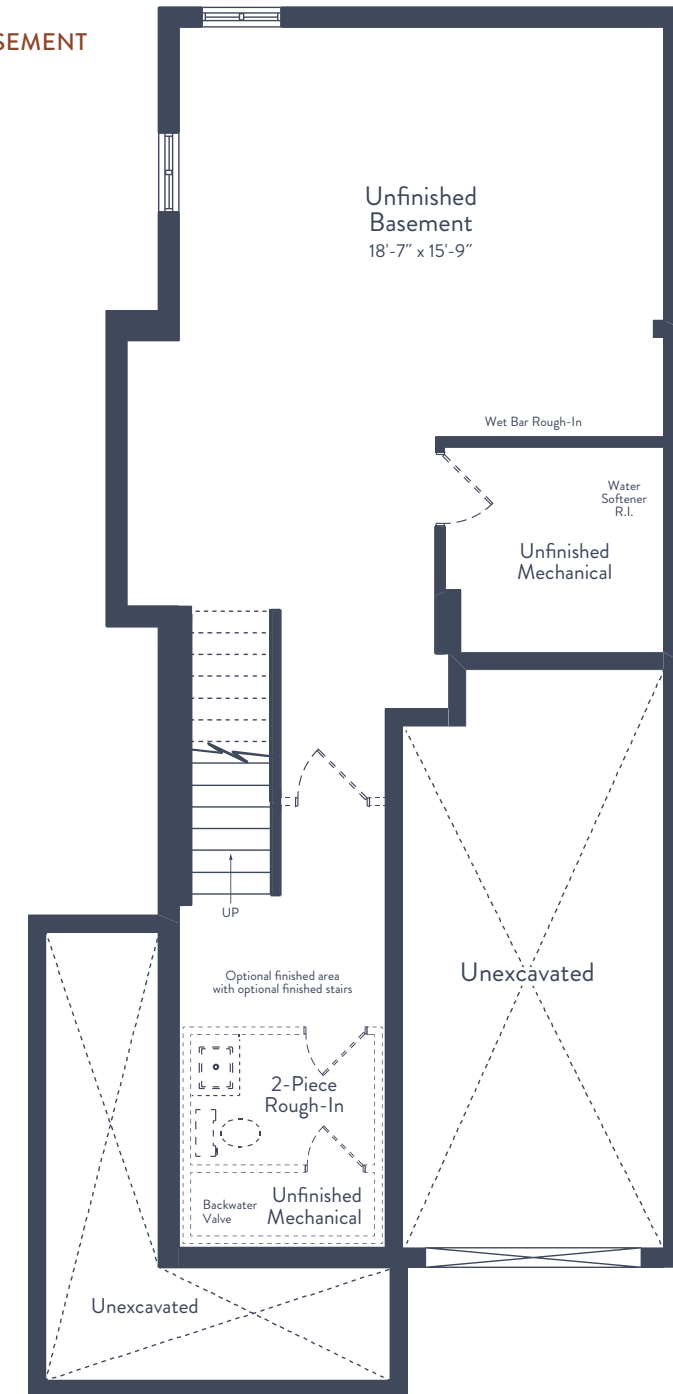 SEMENT
Unfinished
Basement
18'-7" x 15'-9"
Wet Bar Rough-In
Water
Softener
R.I.
Unfinished
Mechanical
UP
Optional finished area
with optional finished stairs
Unexcavated
2-Piece
Rough-In
Backwater
Valve
Unfinished
Mechanical
Unexcavated